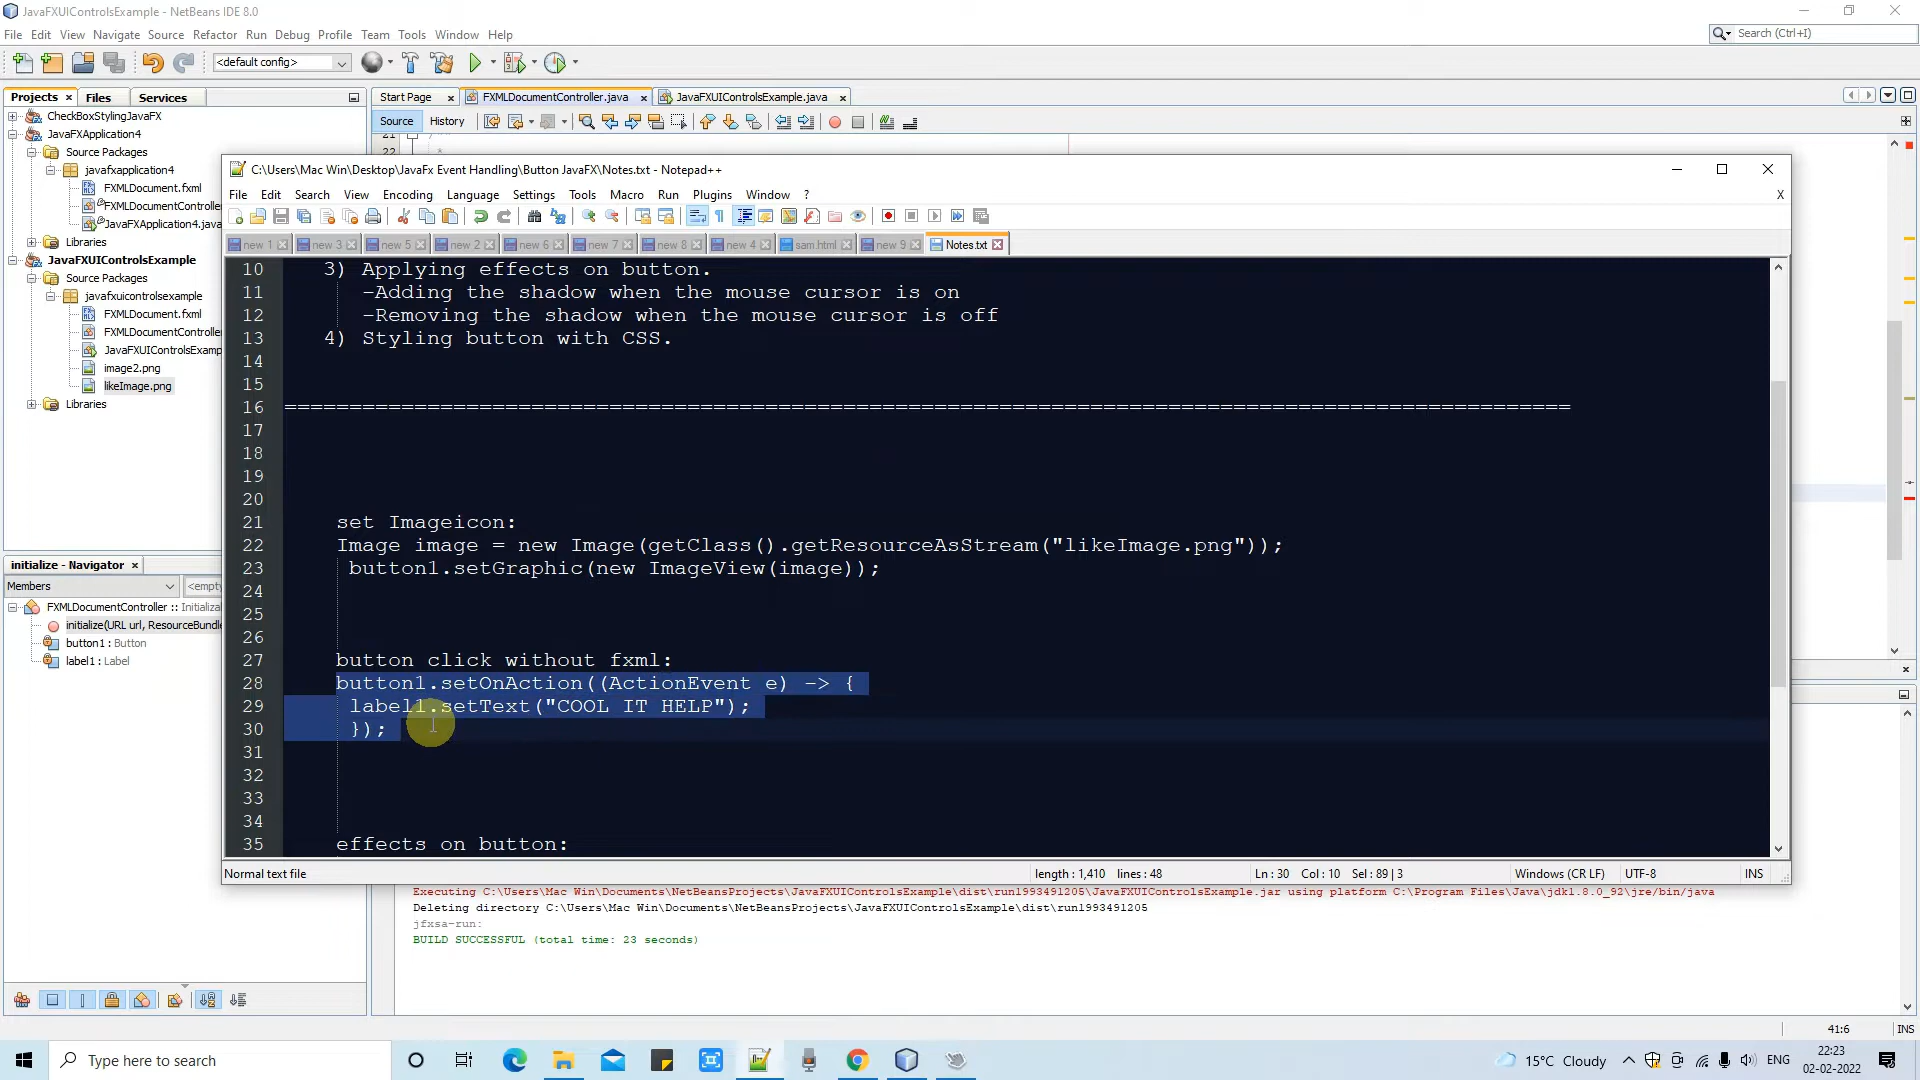 JavaFXUIControlsExample - NetBeans IDE 8.0
File Edit View Navigate Source Refactor Run Debug Profile Team Tools Window Help
Search (Ctrl+I)
<default config>
Projects Files Services
Start Page FXMLDocumentController.java JavaFXUIControlsExample.java
Source History
CheckBoxStylingJavaFX
JavaFXApplication4
Source Packages
javafxapplication4
FXMLDocument.fxml
FXMLDocumentController
JavaFXApplication4.java
Libraries
JavaFXUIControlsExample
Source Packages
javafxuicontrolsexample
FXMLDocument.fxml
FXMLDocumentController
JavaFXUIControlsExamp
image2.png
likeImage.png
Libraries
initialize - Navigator
Members
<empty
FXMLDocumentController :: Initializa
initialize(URL url, ResourceBundle
button1 : Button
label1 : Label
21
22
C:\Users\Mac Win\Desktop\JavaFx Event Handling\Button JavaFX\Notes.txt - Notepad++
File Edit Search View Encoding Language Settings Tools Macro Run Plugins Window ?
X
new 1 new 3 new 5 new 2 new 6 new 7 new 8 new 4 sam.html new 9 Notes.txt
10 3) Applying effects on button.
11 -Adding the shadow when the mouse cursor is on
12 -Removing the shadow when the mouse cursor is off
13 4) Styling button with CSS.
14
15
16 ===================================================================================================
17
18
19
20
21 set Imageicon:
22 Image image = new Image(getClass().getResourceAsStream("likeImage.png"));
23 button1.setGraphic(new ImageView(image));
24
25
26
27 button click without fxml:
28 button1.setOnAction((ActionEvent e) -> {
29 label1.setText("COOL IT HELP");
30 });
31
32
33
34
35 effects on button:
Normal text file length : 1,410 lines : 48 Ln : 30 Col : 10 Sel : 89 | 3 Windows (CR LF) UTF-8 INS
Executing C:\Users\Mac Win\Documents\NetBeansProjects\JavaFXUIControlsExample\dist\run1993491205\JavaFXUIControlsExample.jar using platform C:\Program Files\Java\jdk1.8.0_92\jre/bin/java
Deleting directory C:\Users\Mac Win\Documents\NetBeansProjects\JavaFXUIControlsExample\dist\run1993491205
jfxsa-run:
BUILD SUCCESSFUL (total time: 23 seconds)
41:6 INS
Type here to search
15°C Cloudy
ENG
22:23
02-02-2022